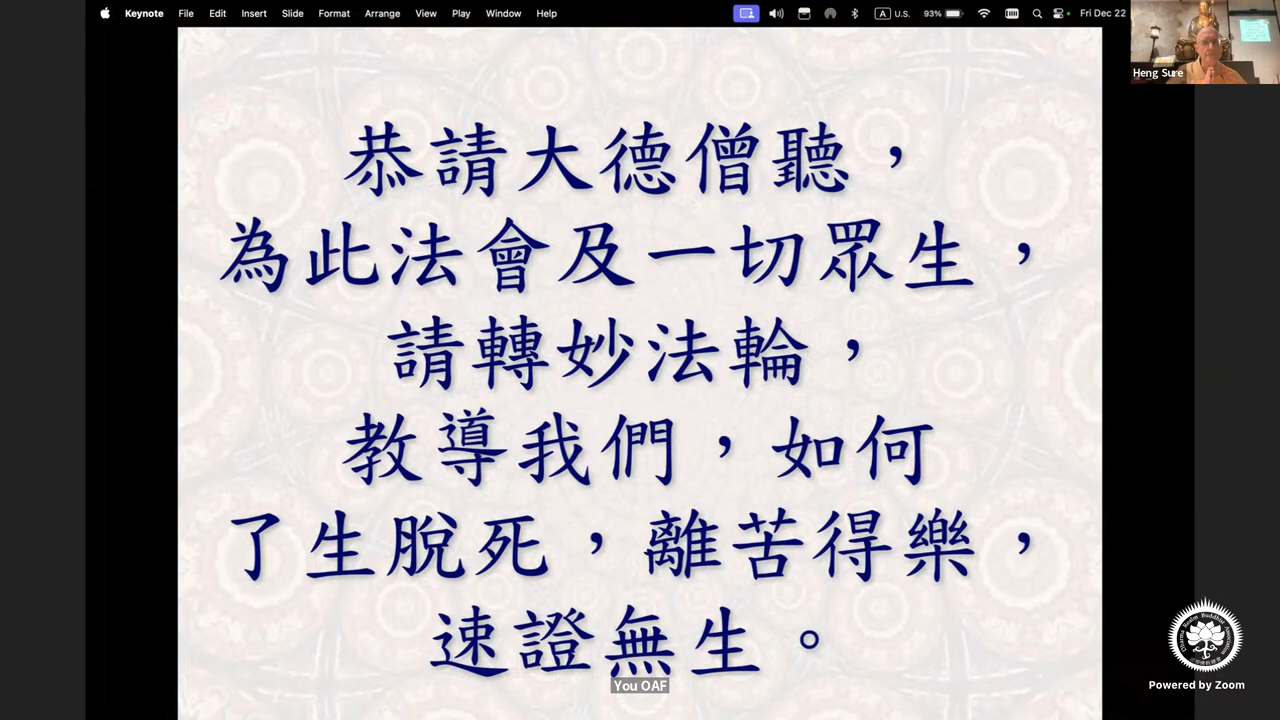 Keynote File Edit Insert Slide Format Arrange View Play Window Help A U.S. 93% Fri Dec 22
Heng Sure
恭請大德僧聽，
為此法會及一切眾生，
請轉妙法輪，
教導我們，如何
了生脫死，離苦得樂，
速證無生。
You OAF
Powered by Zoom